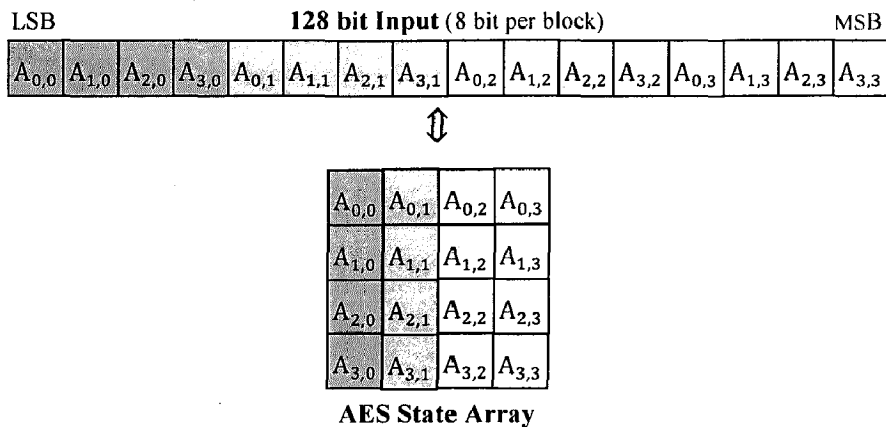 LSB 128 bit Input (8 bit per block) MSB
A0,0 A1,0 A2,0 A3,0 A0,1 A1,1 A2,1 A3,1 A0,2 A1,2 A2,2 A3,2 A0,3 A1,3 A2,3 A3,3
⇕
A0,0 A0,1 A0,2 A0,3
A1,0 A1,1 A1,2 A1,3
A2,0 A2,1 A2,2 A2,3
A3,0 A3,1 A3,2 A3,3
AES State Array